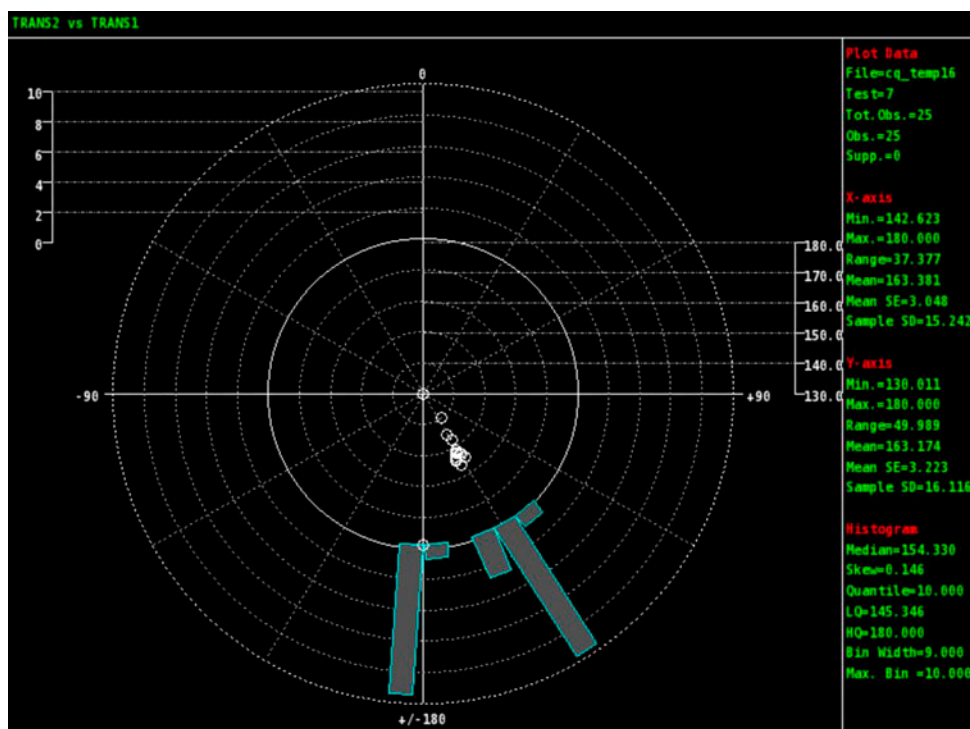 TRANS2 vs TRANS1
0
10
8
6
4
2
0
180.0
170.0
160.0
150.0
140.0
130.0
-90
+90
+/-180
Plot Data
File=cq_temp16
Test=7
Tot.Obs.=25
Obs.=25
Supp.=0
X-axis
Min.=142.623
Max.=180.000
Range=37.377
Mean=163.381
Mean SE=3.048
Sample SD=15.242
Y-axis
Min.=130.011
Max.=180.000
Range=49.989
Mean=163.174
Mean SE=3.223
Sample SD=16.116
Histogram
Median=154.330
Skew=0.146
Quantile=10.000
LQ=145.346
HQ=180.000
Bin Width=9.000
Max. Bin =10.000